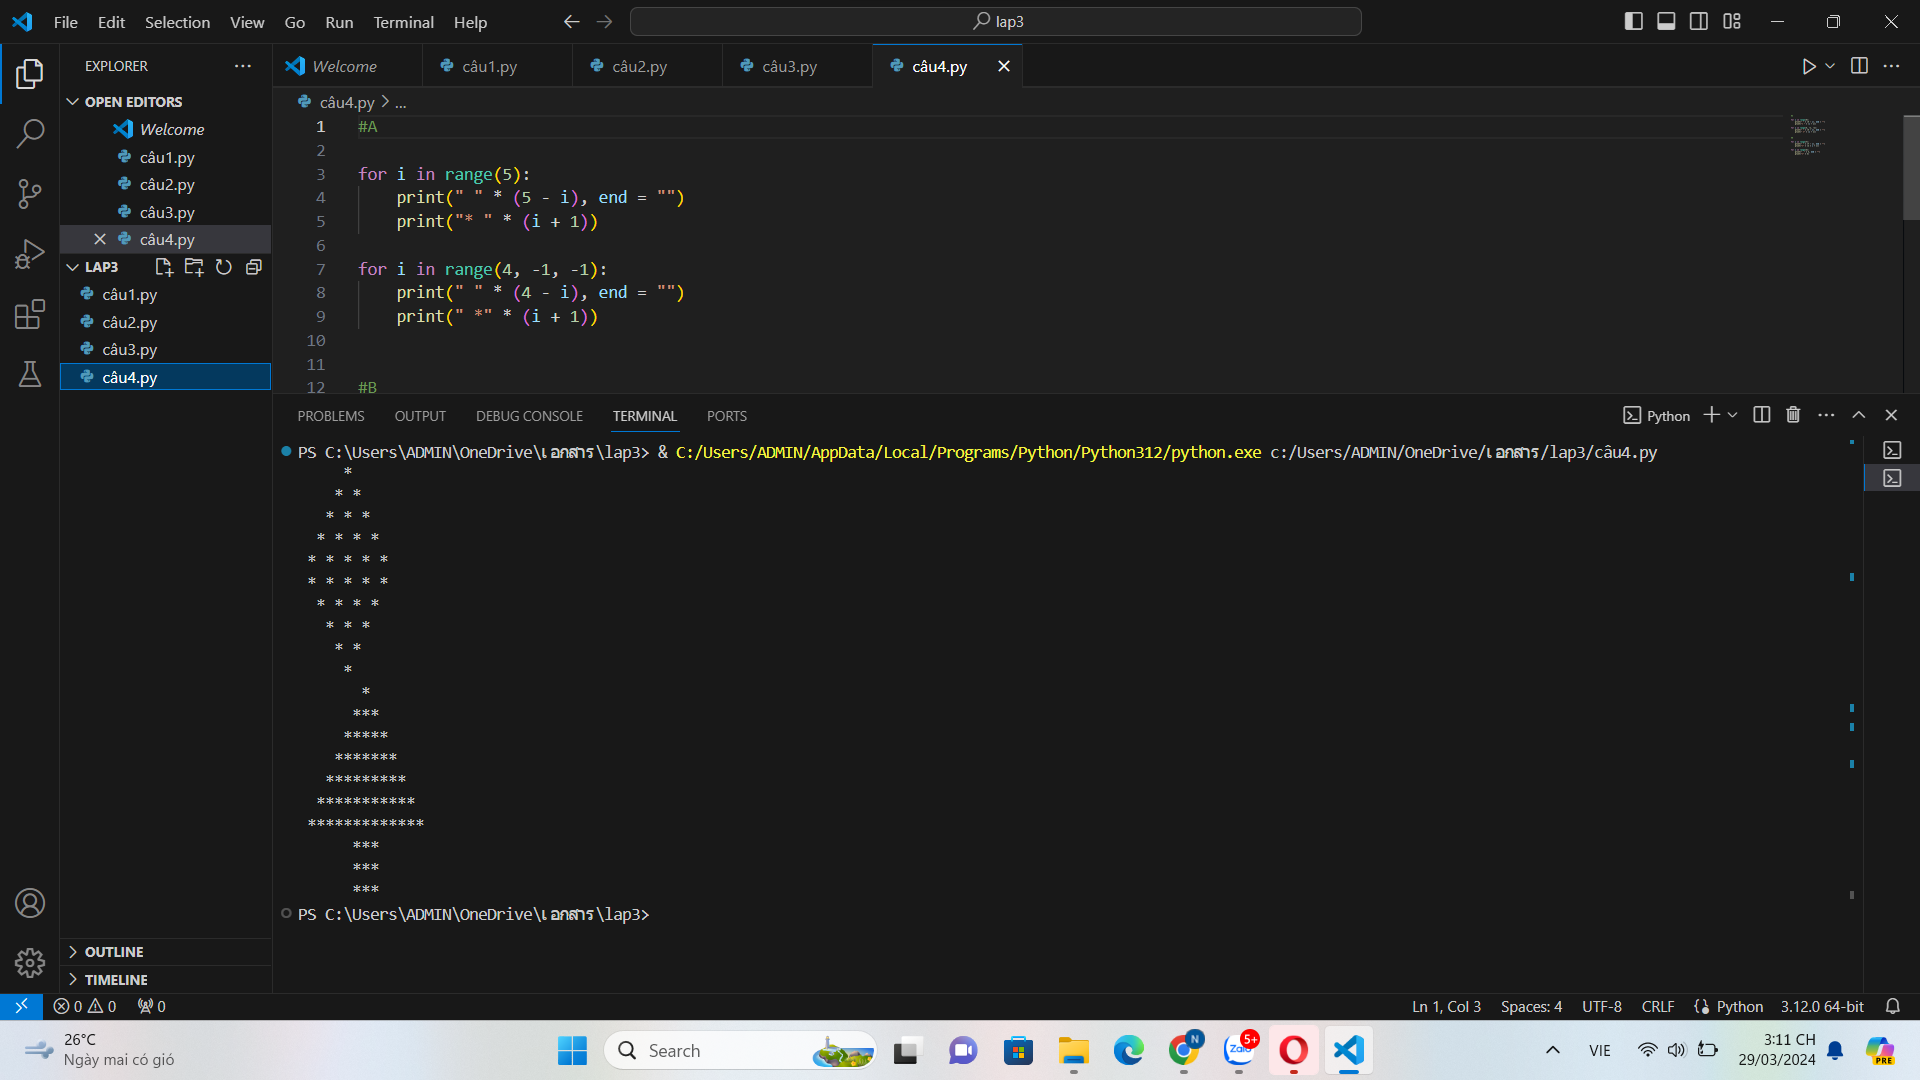 File Edit Selection View Go Run Terminal Help
lap3
EXPLORER
OPEN EDITORS
Welcome
câu1.py
câu2.py
câu3.py
câu4.py
LAP3
câu1.py
câu2.py
câu3.py
câu4.py
OUTLINE
TIMELINE
Welcome câu1.py câu2.py câu3.py câu4.py
câu4.py > ...
1 #A
2
3 for i in range(5):
4     print(" " * (5 - i), end = "")
5     print("* " * (i + 1))
6
7 for i in range(4, -1, -1):
8     print(" " * (4 - i), end = "")
9     print(" *" * (i + 1))
10
11
12 #B
PROBLEMS OUTPUT DEBUG CONSOLE TERMINAL PORTS
Python
PS C:\Users\ADMIN\OneDrive\เอกสาร\lap3> & C:/Users/ADMIN/AppData/Local/Programs/Python/Python312/python.exe c:/Users/ADMIN/OneDrive/เอกสาร/lap3/câu4.py
     *
    * *
   * * *
  * * * *
 * * * * *
 * * * * *
  * * * *
   * * *
    * *
     *
       *
      ***
     *****
    *******
   *********
  ***********
 *************
      ***
      ***
      ***
PS C:\Users\ADMIN\OneDrive\เอกสาร\lap3>
0 0 0
Ln 1, Col 3 Spaces: 4 UTF-8 CRLF Python 3.12.0 64-bit
26°C
Ngày mai có gió
Search
N
Zalo
5+
VIE
3:11 CH
29/03/2024
PRE